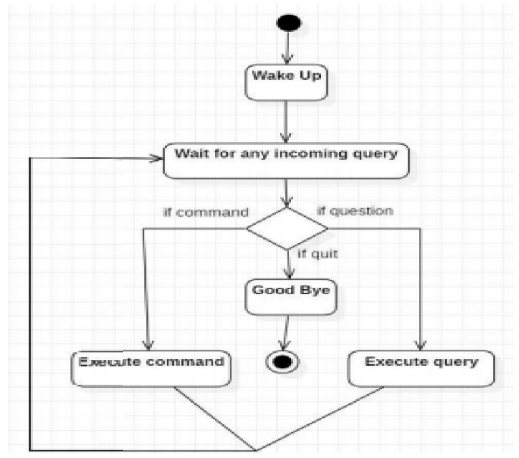 Wake Up
Wait for any incoming query
if command
if question
if quit
Good Bye
Execute command
Execute query